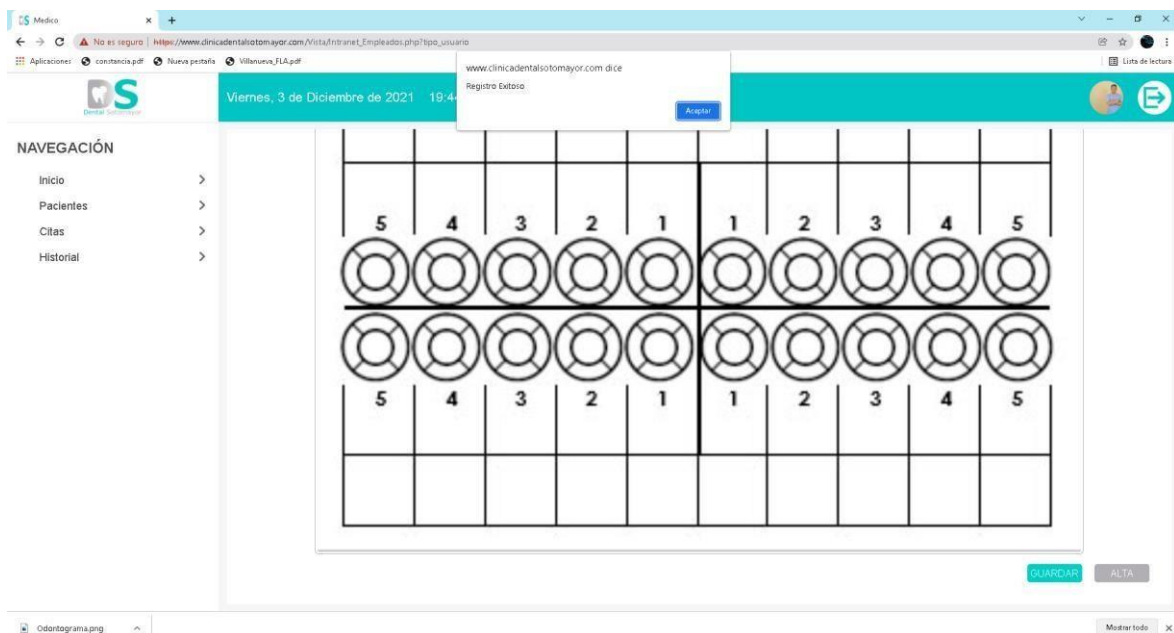 Medico
No es seguro | https://www.clinicadentalsotomayor.com/Vista/Intranet_Empleados.php?tipo_usuario
Aplicaciones constancia.pdf Nueva pestaña Villanueva_FLA.pdf Lista de lectura
www.clinicadentalsotomayor.com dice
Registro Exitoso
Aceptar
DS
Dental Sotomayor
Viernes, 3 de Diciembre de 2021 19:4
NAVEGACIÓN
Inicio
Pacientes
Citas
Historial
5 4 3 2 1 1 2 3 4 5
5 4 3 2 1 1 2 3 4 5
GUARDAR ALTA
Odontograma.png Mostrar todo